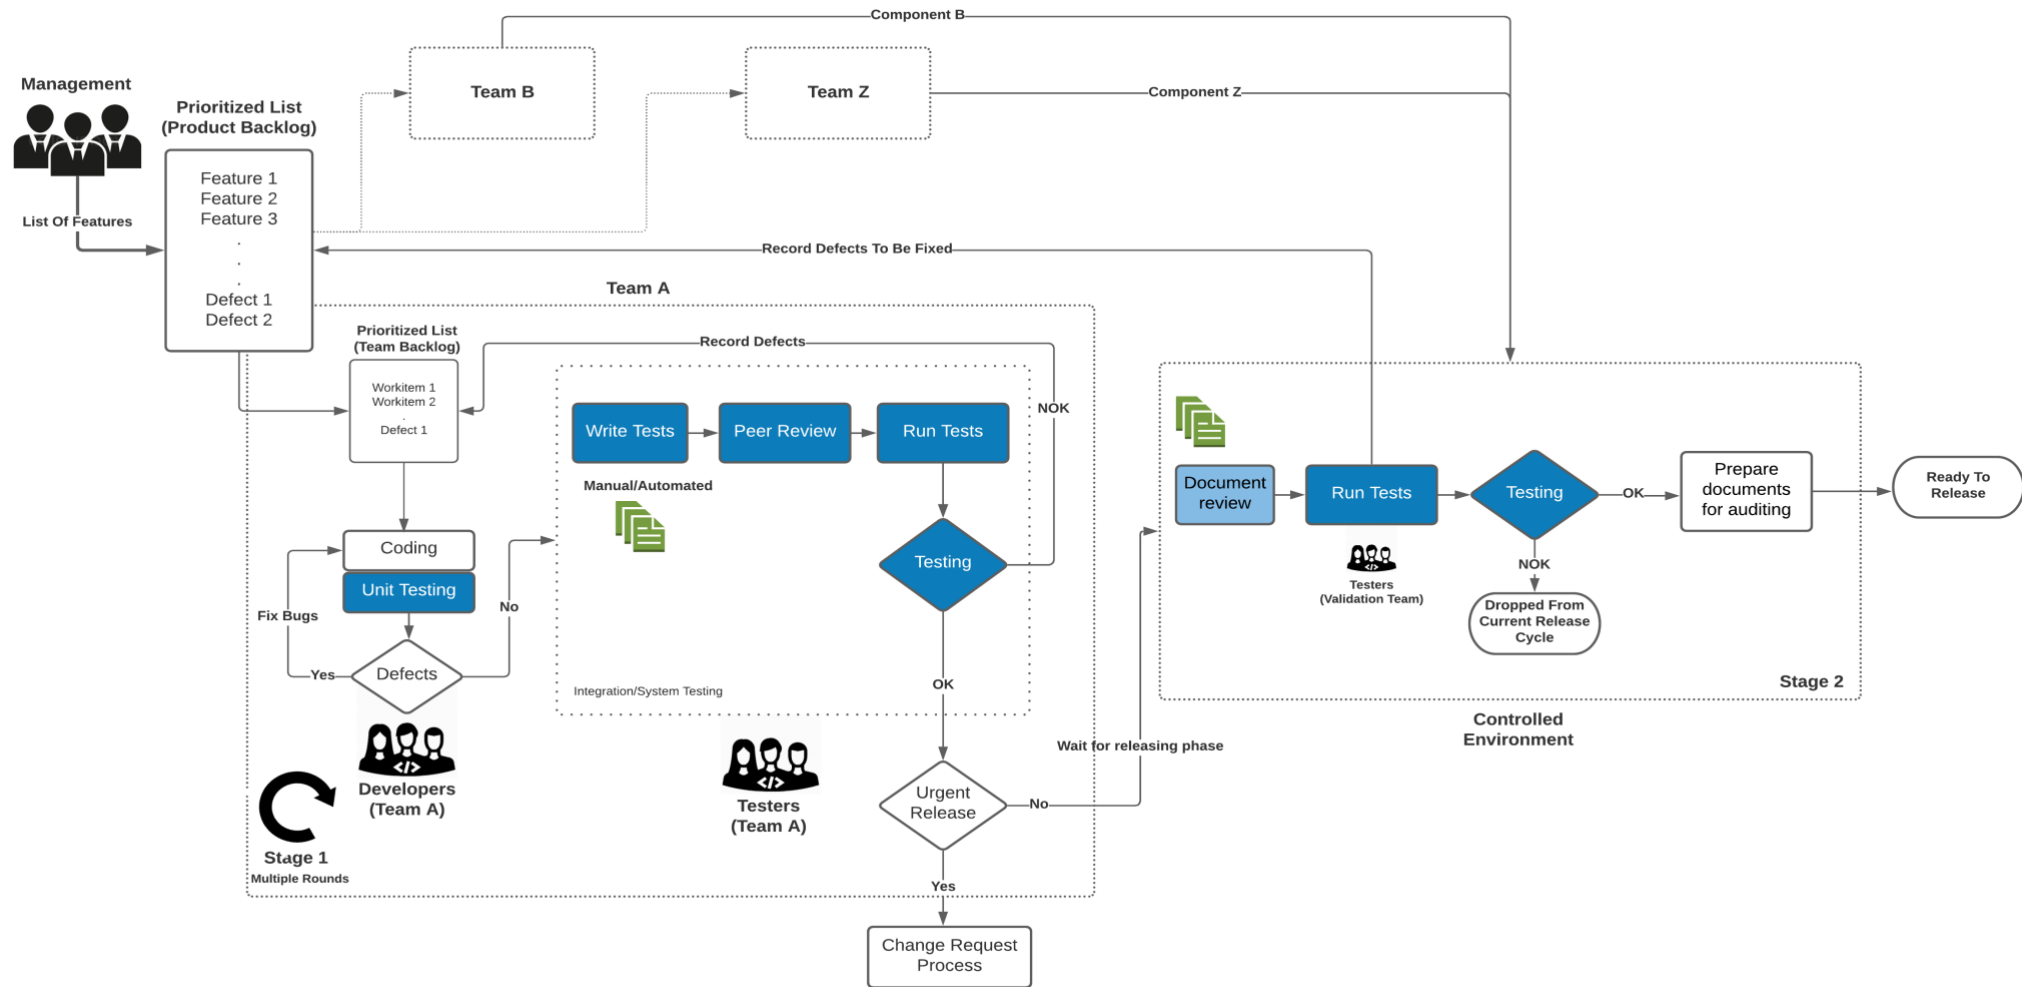 Component B
Team B
Team Z
Component Z
Management
Prioritized List
(Product Backlog)
Feature 1
Feature 2
Feature 3
.
.
.
Defect 1
Defect 2
List Of Features
Record Defects To Be Fixed
Team A
Prioritized List
(Team Backlog)
Workitem 1
Workitem 2
.
Defect 1
Record Defects
NOK
Write Tests
Peer Review
Run Tests
Manual/Automated
Testing
Coding
Unit Testing
Fix Bugs
No
Yes
Defects
Integration/System Testing
OK
Developers
(Team A)
Testers
(Team A)
Stage 1
Multiple Rounds
Urgent
Release
No
Wait for releasing phase
Yes
Change Request
Process
Document
review
Run Tests
Testing
OK
Prepare
documents
for auditing
Ready To
Release
Testers
(Validation Team)
NOK
Dropped From
Current Release
Cycle
Stage 2
Controlled
Environment